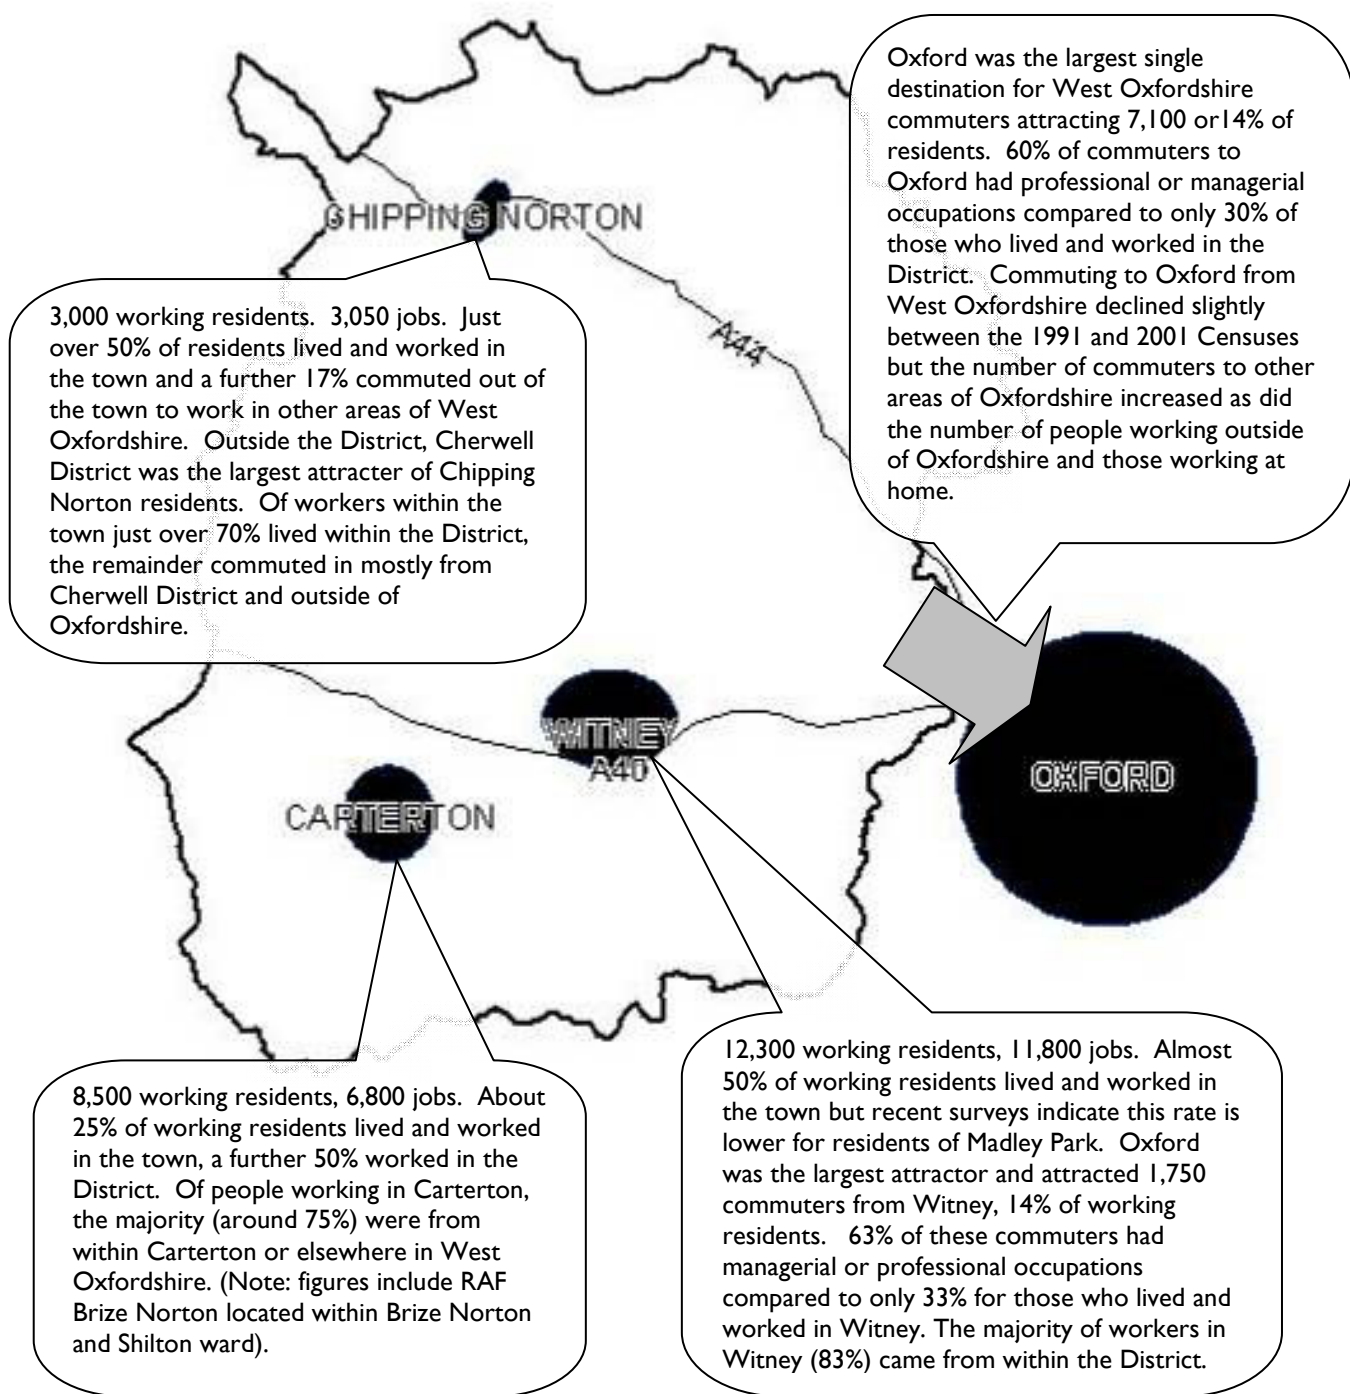 Oxford was the largest single
destination for West Oxfordshire
commuters attracting 7,100 or14% of
residents.  60% of commuters to
Oxford had professional or managerial
occupations compared to only 30% of
those who lived and worked in the
District.  Commuting to Oxford from
West Oxfordshire declined slightly
between the 1991 and 2001 Censuses
but the number of commuters to other
areas of Oxfordshire increased as did
the number of people working outside
of Oxfordshire and those working at
home.
CHIPPING NORTON
3,000 working residents.  3,050 jobs.  Just
over 50% of residents lived and worked in
the town and a further 17% commuted out of
the town to work in other areas of West
Oxfordshire.  Outside the District, Cherwell
District was the largest attracter of Chipping
Norton residents.  Of workers within the
town just over 70% lived within the District,
the remainder commuted in mostly from
Cherwell District and outside of
Oxfordshire.
A44
WITNEY
A40
OXFORD
CARTERTON
8,500 working residents, 6,800 jobs.  About
25% of working residents lived and worked
in the town, a further 50% worked in the
District.  Of people working in Carterton,
the majority (around 75%) were from
within Carterton or elsewhere in West
Oxfordshire. (Note: figures include RAF
Brize Norton located within Brize Norton
and Shilton ward).
12,300 working residents, 11,800 jobs.  Almost
50% of working residents lived and worked in
the town but recent surveys indicate this rate is
lower for residents of Madley Park.  Oxford
was the largest attractor and attracted 1,750
commuters from Witney, 14% of working
residents.   63% of these commuters had
managerial or professional occupations
compared to only 33% for those who lived and
worked in Witney. The majority of workers in
Witney (83%) came from within the District.